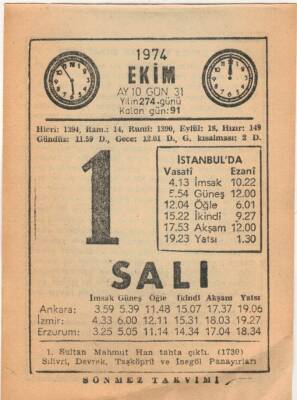 1974
EKİM
AY 10 GÜN 31
Yılın 274. günü
Kalan gün: 91
Hicri: 1394, Ram.: 14, Rumî: 1390, Eylül: 18, Hızır: 149
Gündüz: 11.59 D., Gece: 12.01 D., G. kısalması: 2 D.
1
İSTANBUL'DA
Vasatî Ezanî
4.13 İmsak 10.22
5.54 Güneş 12.00
12.04 Öğle 6.01
15.22 İkindi 9.27
17.53 Akşam 12.00
19.23 Yatsı 1.30
SALI
İmsak Güneş Öğle İkindi Akşam Yatsı
Ankara: 3.59 5.39 11.48 15.07 17.37 19.06
İzmir: 4.33 6.00 12.11 15.31 18.03 19.27
Erzurum: 3.25 5.05 11.14 14.34 17.04 18.34
1. Sultan Mahmut Han tahta çıktı. (1730)
Silivri, Devrek, Taşköprü ve İnegöl Panayırları
SÖNMEZ TAKVİMİ